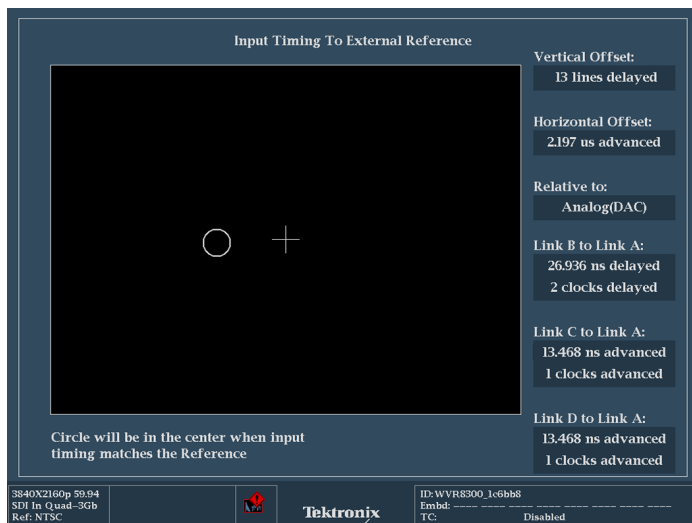 Input Timing To External Reference
Vertical Offset:
13 lines delayed
Horizontal Offset:
2.197 us advanced
Relative to:
Analog(DAC)
Link B to Link A:
26.936 ns delayed
2 clocks delayed
Link C to Link A:
13.468 ns advanced
1 clocks advanced
Link D to Link A:
13.468 ns advanced
1 clocks advanced
Circle will be in the center when input
timing matches the Reference
3840X2160p 59.94
SDI In Quad-3Gb
Ref: NTSC
Tektronix
ID: WVR8300_1c6bb8
Embd: ---- ---- ---- ---- ---- ---- ---- ----
TC: Disabled